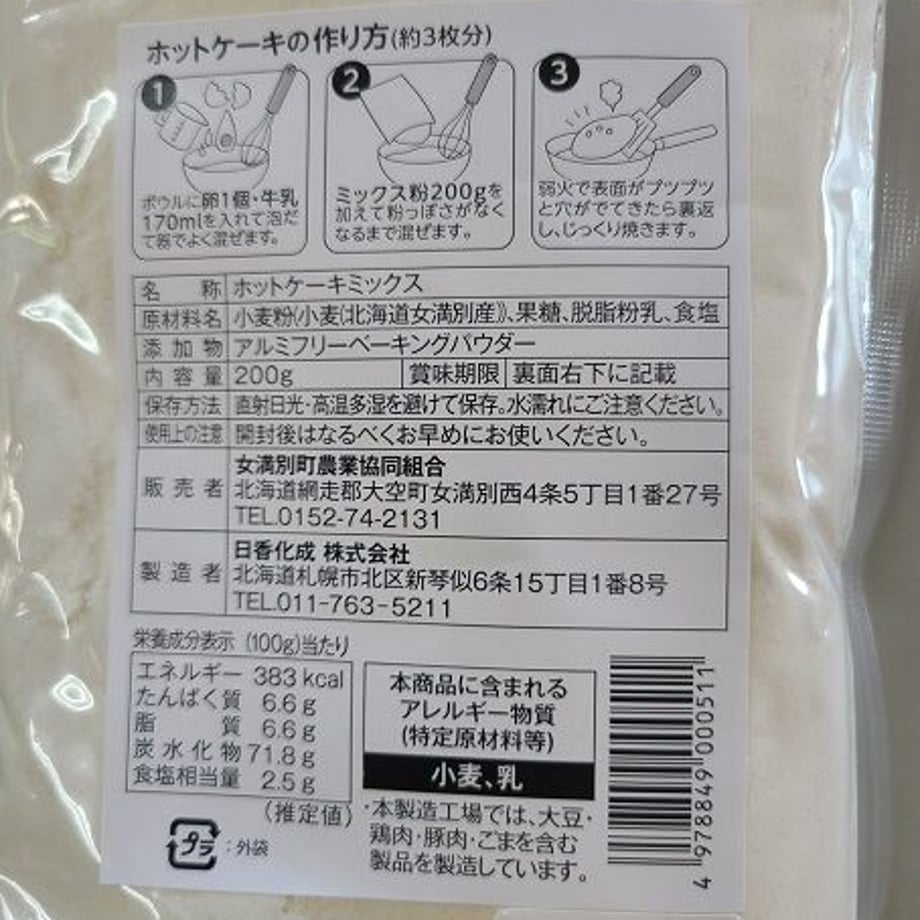 ホットケーキの作り方(約3枚分)
1
ボウルに卵1個・牛乳
170mlを入れて泡だ
て器でよく混ぜます。
2
ミックス粉200gを
加えて粉っぽさがなく
なるまで混ぜます。
3
弱火で表面がプツプツ
と穴がでてきたら裏返
し、じっくり焼きます。
名称 ホットケーキミックス
原材料名 小麦粉(小麦(北海道女満別産))、果糖、脱脂粉乳、食塩
添加物 アルミフリーベーキングパウダー
内容量 200g 賞味期限 裏面右下に記載
保存方法 直射日光・高温多湿を避けて保存。水濡れにご注意ください。
使用上の注意 開封後はなるべくお早めにお使いください。
販売者 女満別町農業協同組合
北海道網走郡大空町女満別西4条5丁目1番27号
TEL.0152-74-2131
製造者 日香化成 株式会社
北海道札幌市北区新琴似6条15丁目1番8号
TEL.011-763-5211
栄養成分表示 (100g)当たり
エネルギー 383 kcal
たんぱく質 6.6g
脂質 6.6g
炭水化物 71.8g
食塩相当量 2.5g
(推定値)
プラ :外袋
本商品に含まれる
アレルギー物質
(特定原材料等)
小麦、乳
・本製造工場では、大豆・
鶏肉・豚肉・ごまを含む
製品を製造しています。
4 978849 000511